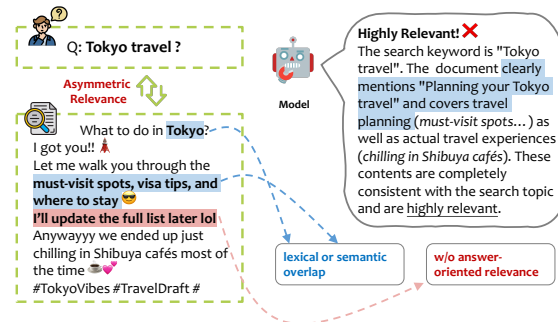 Q: Tokyo travel ?
Asymmetric
Relevance
What to do in Tokyo?
I got you!!
Let me walk you through the
must-visit spots, visa tips, and
where to stay 😎
I'll update the full list later lol
Anywayyy we ended up just
chilling in Shibuya cafés most of
the time ☕💕
#TokyoVibes #TravelDraft #
Model
Highly Relevant! ❌
The search keyword is "Tokyo
travel". The document clearly
mentions "Planning your Tokyo
travel" and covers travel
planning (must-visit spots...) as
well as actual travel experiences
(chilling in Shibuya cafés). These
contents are completely
consistent with the search topic
and are highly relevant.
lexical or semantic
overlap
w/o answer-
oriented relevance